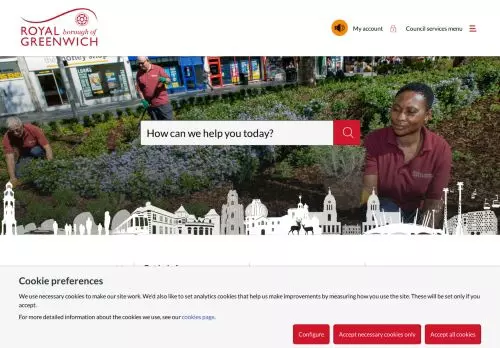 ROYAL borough of
GREENWICH
My account
Council services menu
How can we help you today?
Cookie preferences
We use necessary cookies to make our site work. We'd also like to set analytics cookies that help us make improvements by measuring how you use the site. These will be set only if you
accept.
For more detailed information about the cookies we use, see our cookies page.
Configure
Accept necessary cookies only
Accept all cookies